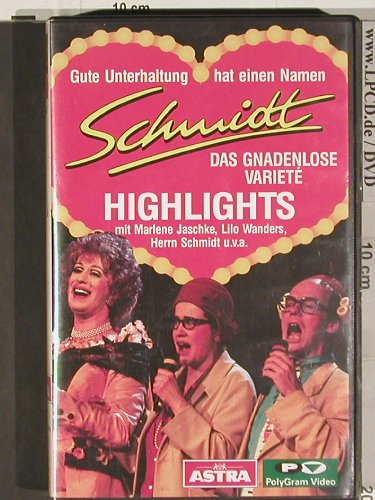 10 cm
Gute Unterhaltung hat einen Namen
Schmidt
DAS GNADENLOSE
VARIETÉ
HIGHLIGHTS
mit Marlene Jaschke, Lilo Wanders,
Herrn Schmidt u.v.a.
ASTRA
P
PolyGram Video
www.LPCD.de / DVD
10 cm